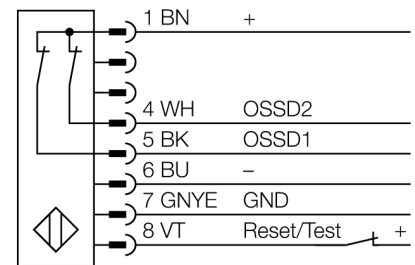 1 BN +
4 WH OSSD2
5 BK OSSD1
6 BU –
7 GNYE GND
8 VT Reset/Test +